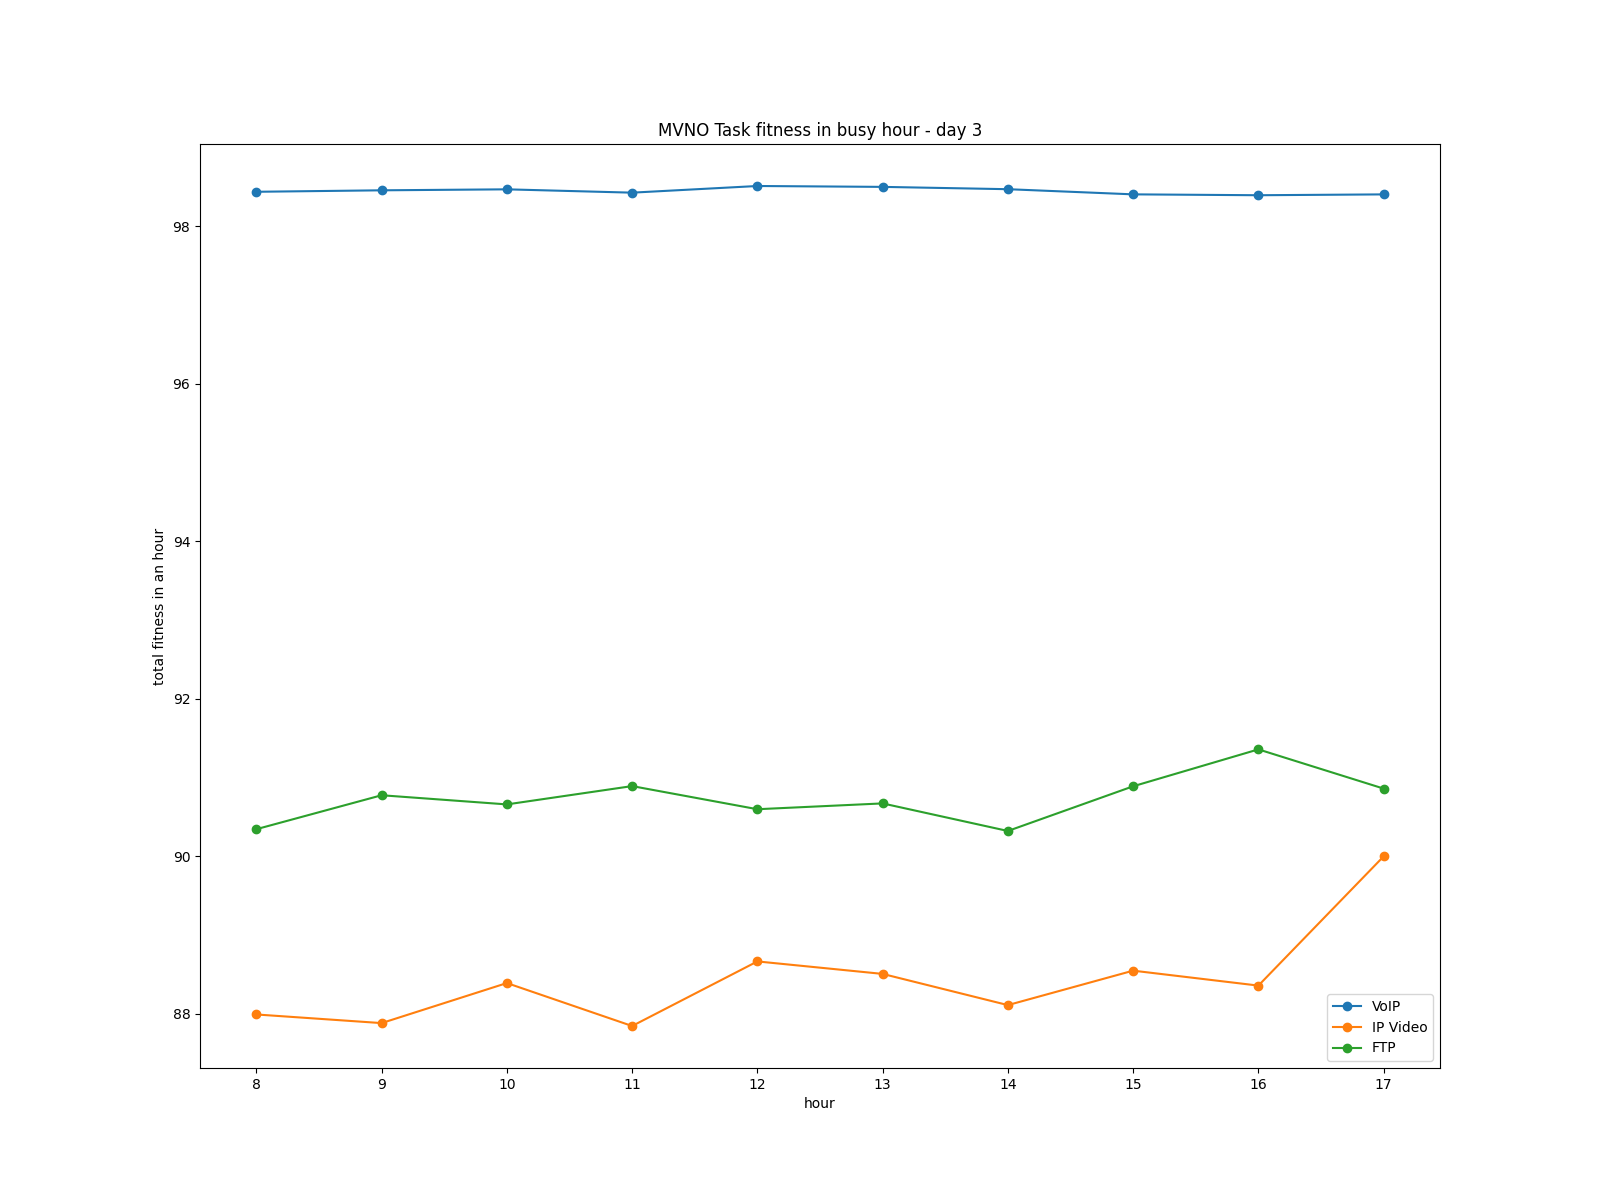 MVNO Task fitness in busy hour - day 3
total fitness in an hour
98
96
94
92
90
88
8 9 10 11 12 13 14 15 16 17
hour
VoIP
IP Video
FTP